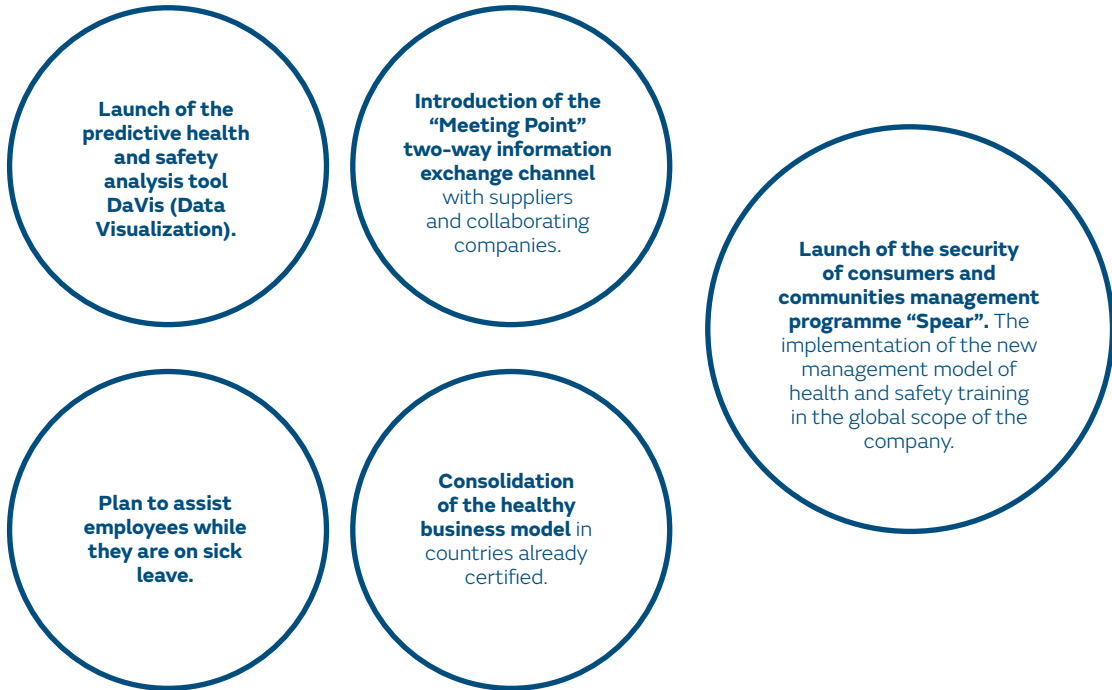 Launch of the
predictive health
and safety
analysis tool
DaVis (Data
Visualization).
Introduction of the
“Meeting Point”
two-way information
exchange channel
with suppliers
and collaborating
companies.
Launch of the security
of consumers and
communities management
programme “Spear”. The
implementation of the new
management model of
health and safety training
in the global scope of the
company.
Plan to assist
employees while
they are on sick
leave.
Consolidation
of the healthy
business model in
countries already
certified.